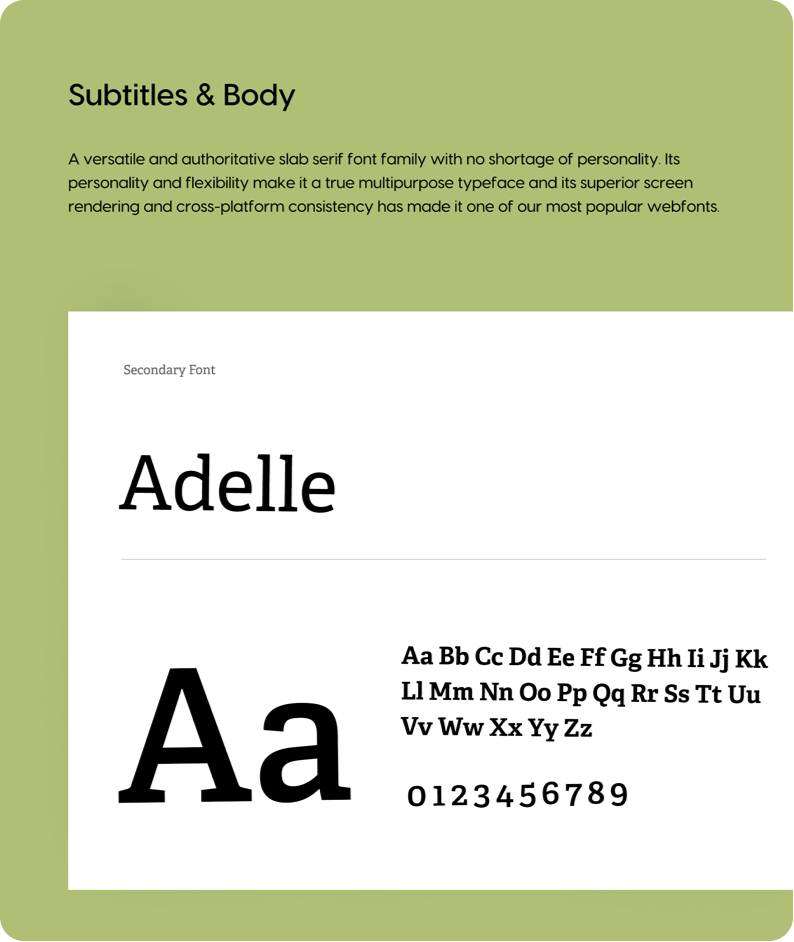 Subtitles & Body
A versatile and authoritative slab serif font family with no shortage of personality. Its
personality and flexibility make it a true multipurpose typeface and its superior screen
rendering and cross-platform consistency has made it one of our most popular webfonts.
Secondary Font
Adelle
Aa
Aa Bb Cc Dd Ee Ff Gg Hh Ii Jj Kk
Ll Mm Nn Oo Pp Qq Rr Ss Tt Uu
Vv Ww Xx Yy Zz
0123456789